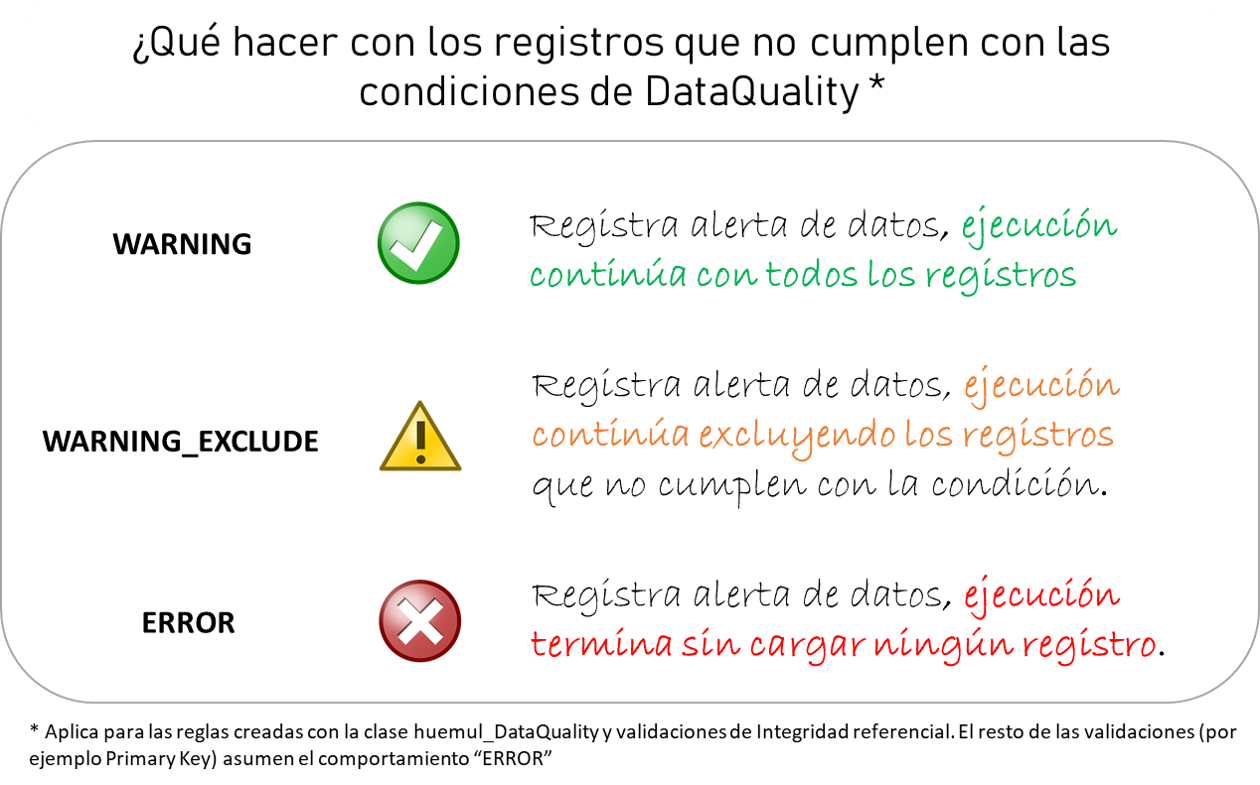 ¿Qué hacer con los registros que no cumplen con las
condiciones de DataQuality *
WARNING
Registra alerta de datos, ejecución
continúa con todos los registros
WARNING_EXCLUDE
Registra alerta de datos, ejecución
continúa excluyendo los registros
que no cumplen con la condición.
ERROR
Registra alerta de datos, ejecución
termina sin cargar ningún registro.
* Aplica para las reglas creadas con la clase huemul_DataQuality y validaciones de Integridad referencial. El resto de las validaciones (por
ejemplo Primary Key) asumen el comportamiento “ERROR”